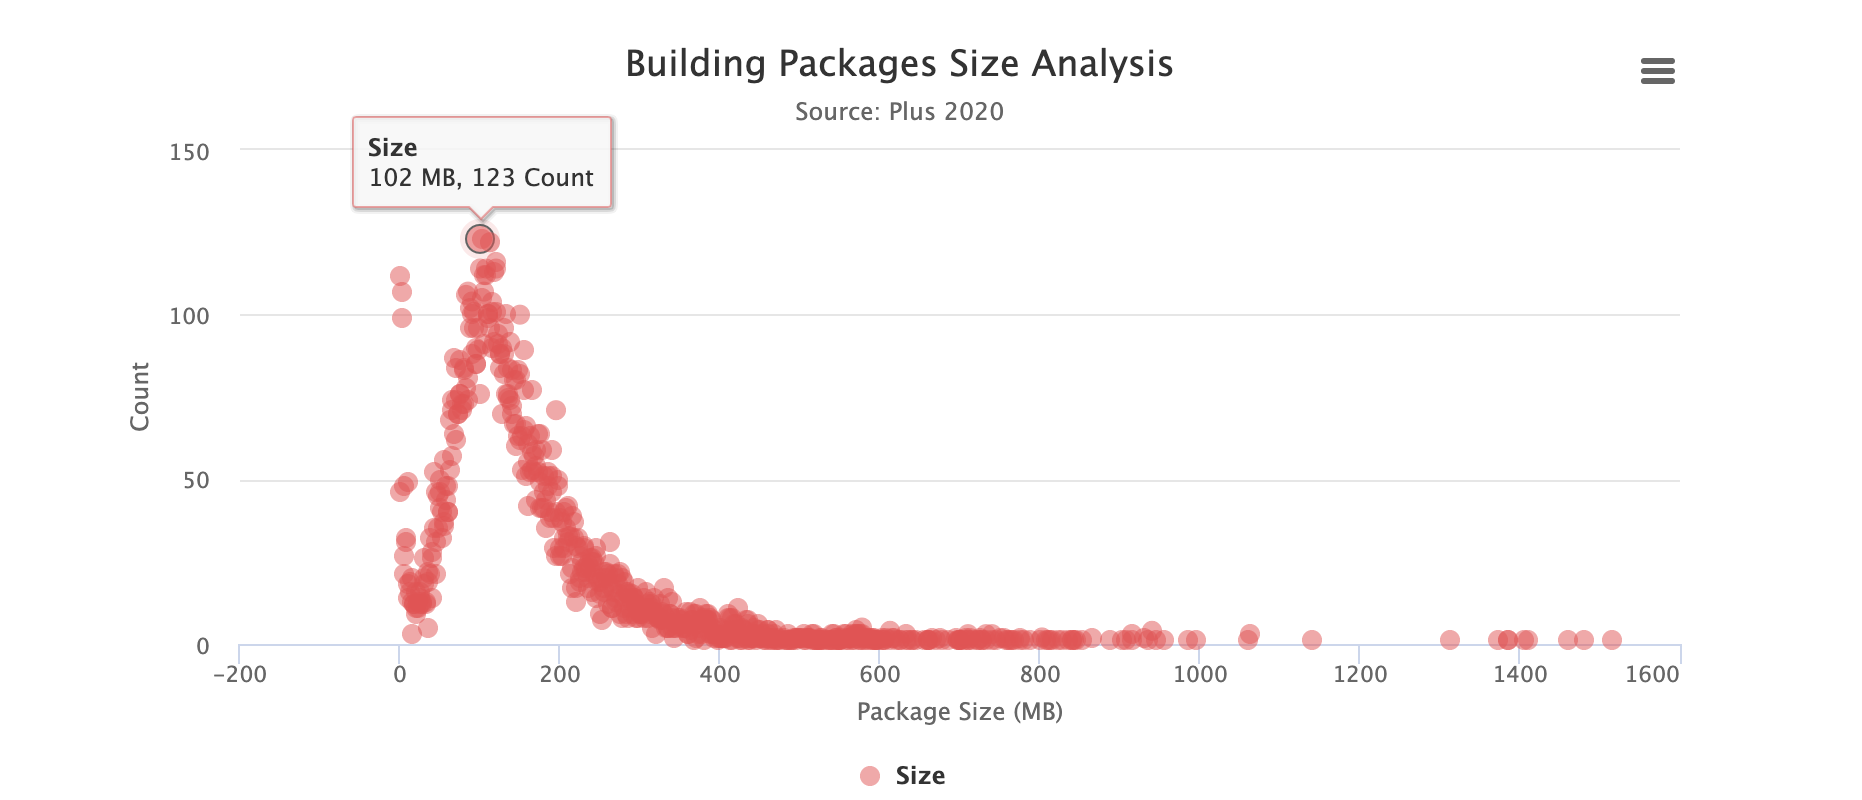 Building Packages Size Analysis
Source: Plus 2020
Size
102 MB, 123 Count
150
100
50
0
Count
−200
0
200
400
600
800
1000
1200
1400
1600
Package Size (MB)
Size